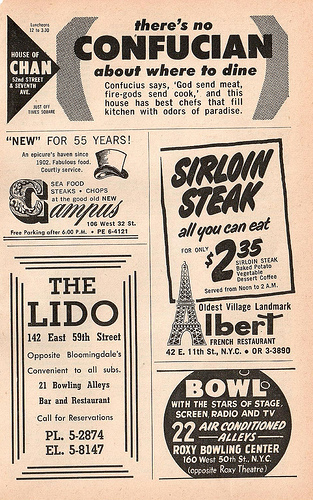 Luncheons
12 to 3.30
HOUSE OF
CHAN
52nd STREET
& SEVENTH
AVE.
JUST OFF
TIMES SQUARE
there's no
CONFUCIAN
about where to dine
Confucius says, 'God send meat,
fire-gods send cook,' and this
house has best chefs that fill
kitchen with odors of paradise.
"NEW" FOR 55 YEARS!
An epicure's haven since
1902. Fabulous food.
Courtly service.
SEA FOOD
STEAKS • CHOPS
at the good old NEW
Campus
106 West 32 St.
Free Parking after 6:00 P.M. • PE 6-4121
SIRLOIN
STEAK
all you can eat
FOR ONLY
$2.35
SIRLOIN STEAK
Baked Potato
Vegetable
Dessert Coffee
Served from Noon to 2 A.M.
Oldest Village Landmark
Albert
FRENCH RESTAURANT
42 E. 11th St., N.Y.C. • OR 3-3890
THE
LIDO
142 East 59th Street
Opposite Bloomingdale's
Convenient to all subs.
21 Bowling Alleys
Bar and Restaurant
Call for Reservations
PL. 5-2874
EL. 5-8147
BOWL
WITH THE STARS OF STAGE,
SCREEN, RADIO AND TV
22 AIR CONDITIONED
ALLEYS
ROXY BOWLING CENTER
160 West 50th St., N.Y.C.
(opposite Roxy Theatre)